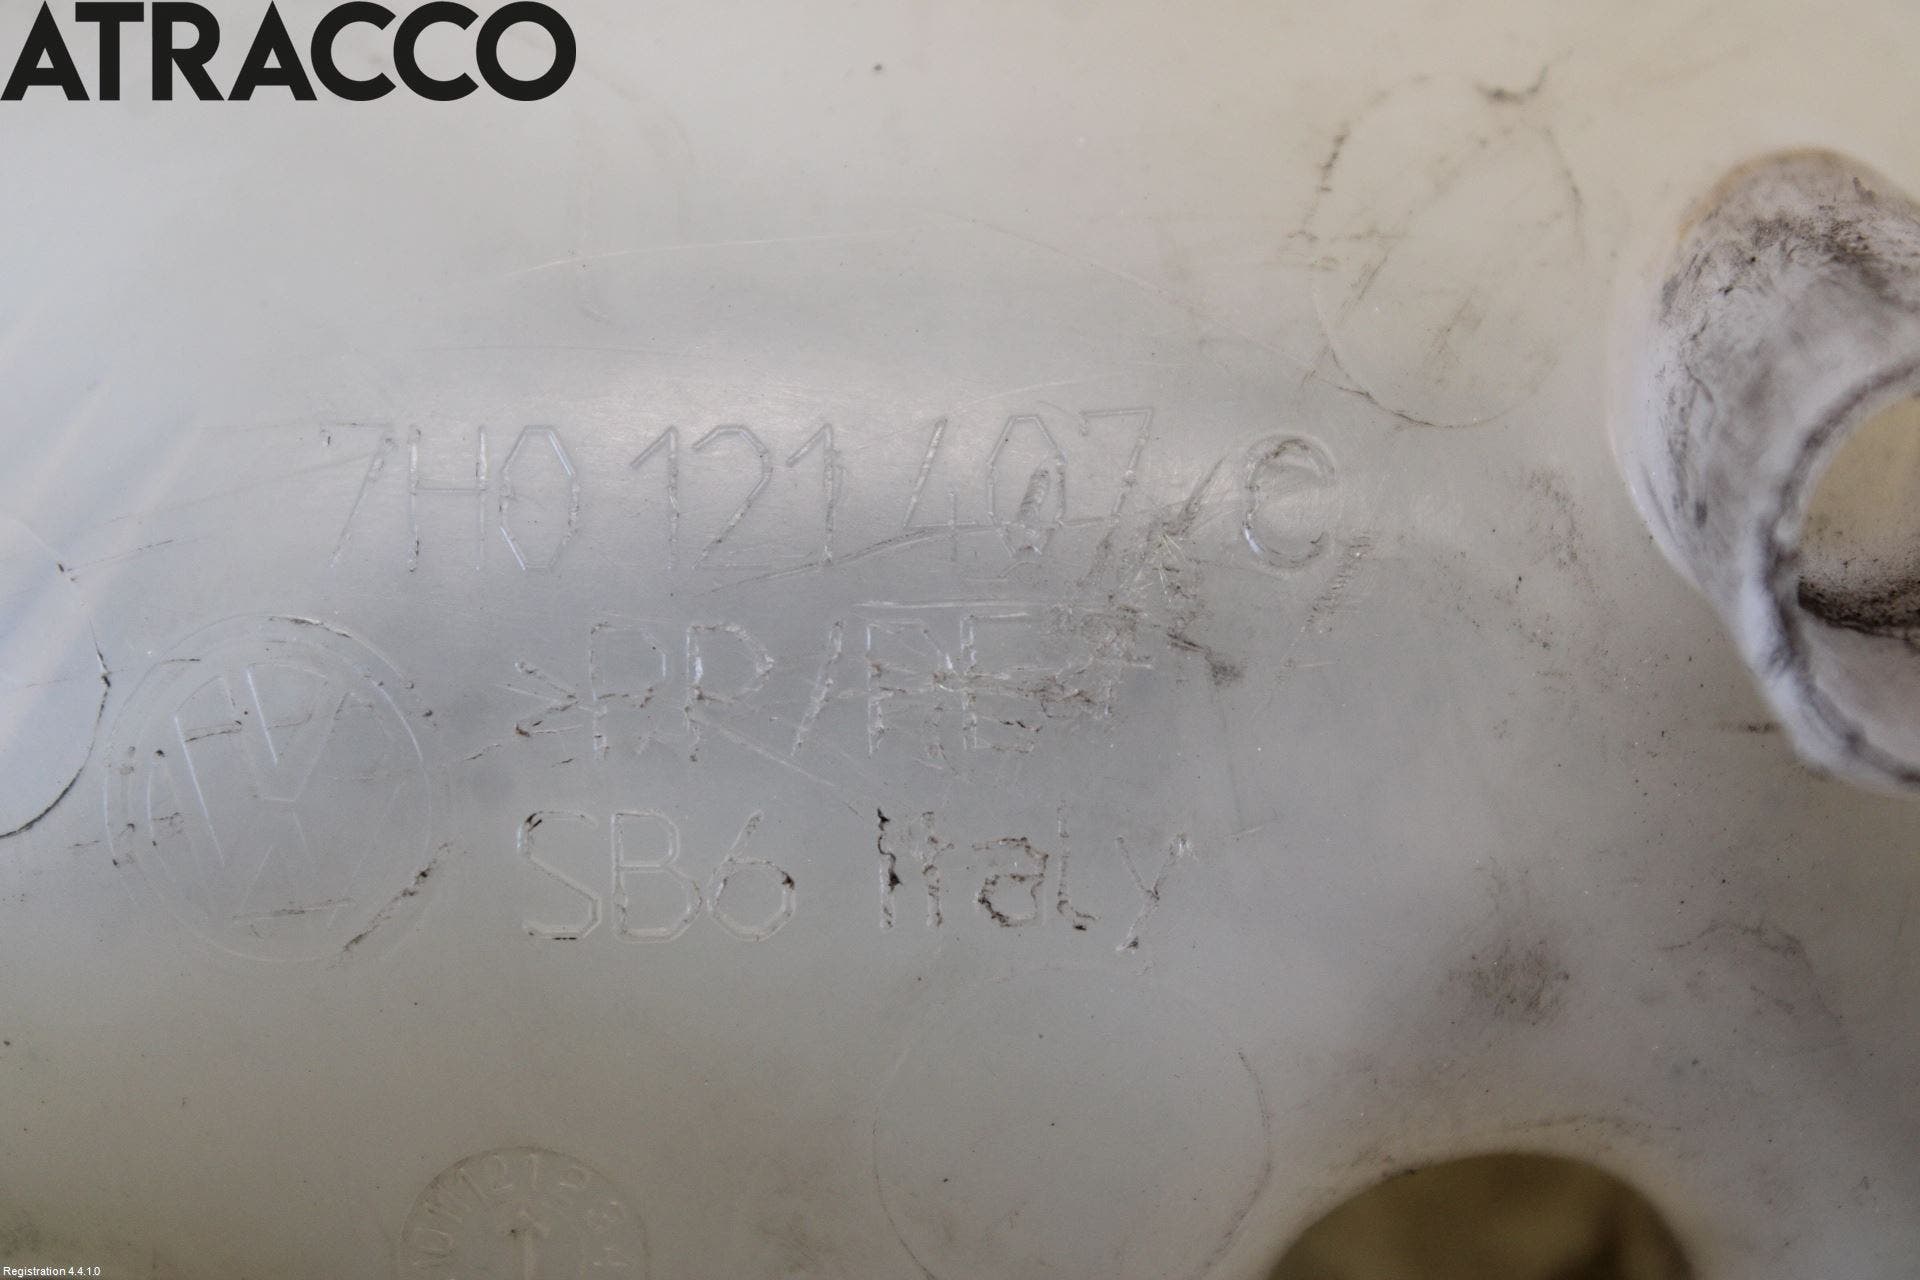 ATRACCO
7H0 121 407 C
>PP/PE<
SB6 Italy
Registration 4.4.1.0